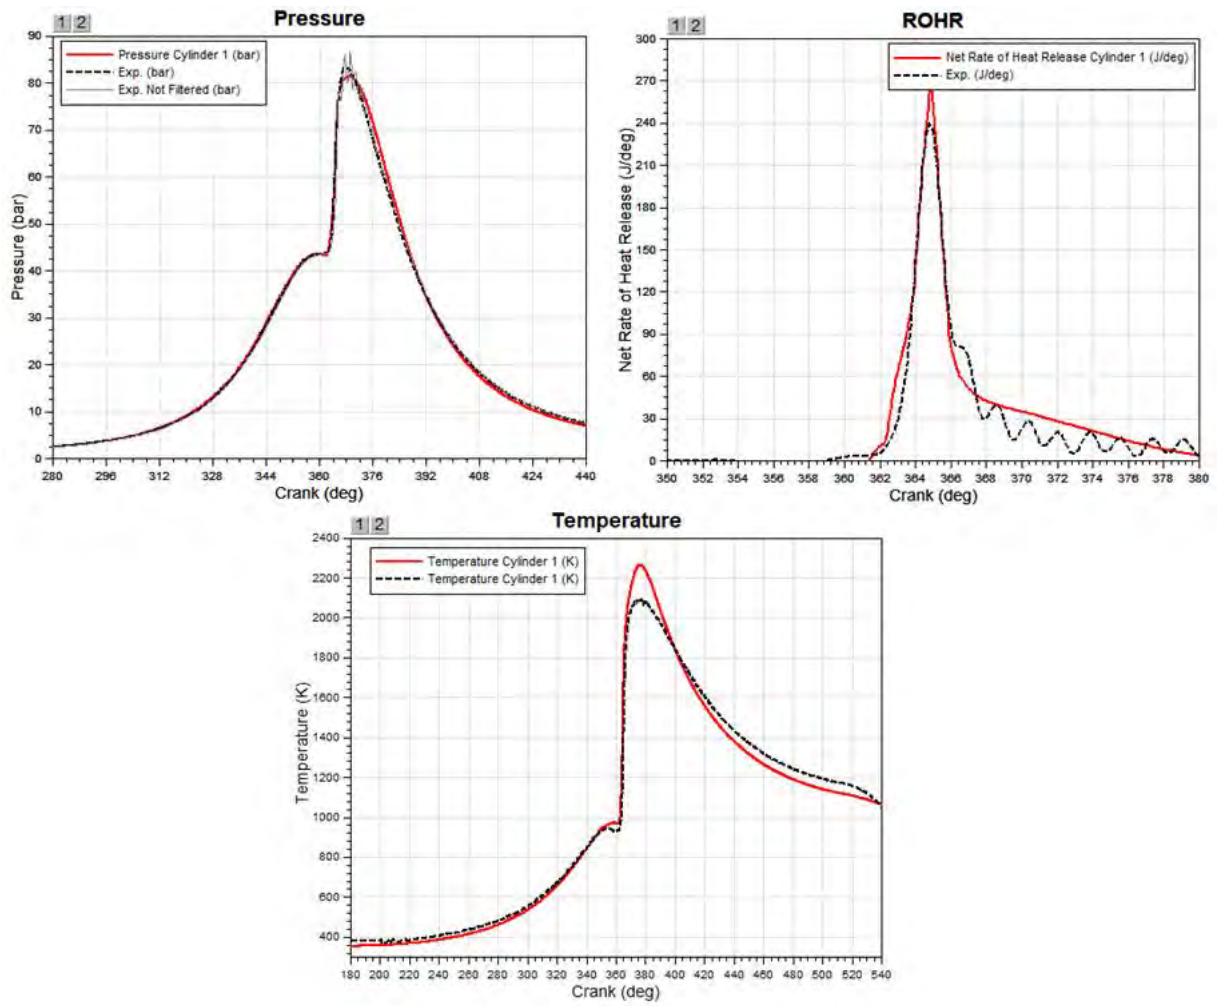 1 2
Pressure
Pressure Cylinder 1 (bar)
Exp. (bar)
Exp. Not Filtered (bar)
90
80
70
60
50
40
30
20
10
0
Pressure (bar)
280 296 312 328 344 360 376 392 408 424 440
Crank (deg)
1 2
ROHR
Net Rate of Heat Release Cylinder 1 (J/deg)
Exp. (J/deg)
300
270
240
210
180
150
120
90
60
30
0
Net Rate of Heat Release (J/deg)
350 352 354 356 358 360 362 364 366 368 370 372 374 376 378 380
Crank (deg)
1 2
Temperature
Temperature Cylinder 1 (K)
Temperature Cylinder 1 (K)
2400
2200
2000
1800
1600
1400
1200
1000
800
600
400
Temperature (K)
180 200 220 240 260 280 300 320 340 360 380 400 420 440 460 480 500 520 540
Crank (deg)